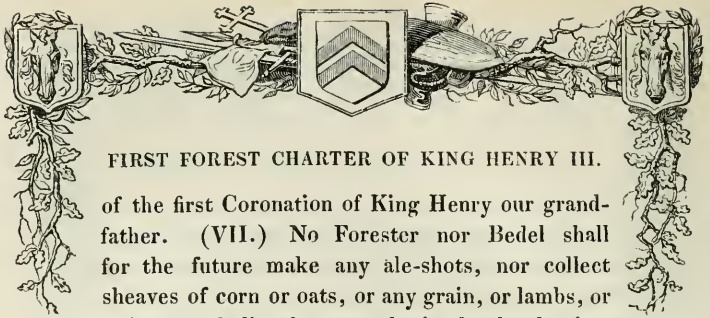 FIRST FOREST CHARTER OF KING HENRY III.
of the first Coronation of King Henry our grand-
father. (VII.) No Forester nor Bedel shall
for the future make any ale-shots, nor collect
sheaves of corn or oats, or any grain, or lambs, or